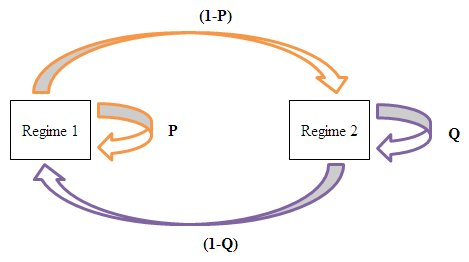 (1-P)
Regime 1
P
Regime 2
Q
(1-Q)